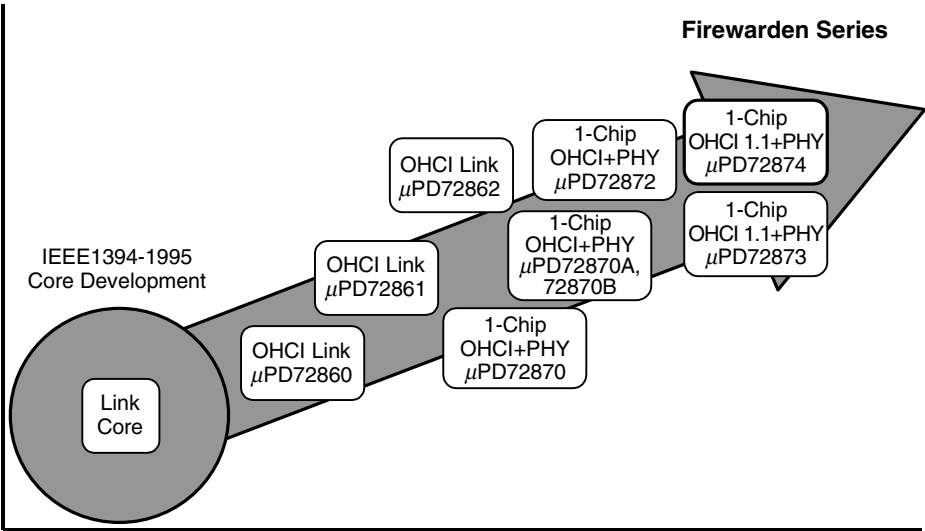 Firewarden Series
1-Chip
OHCI 1.1+PHY
μPD72874
1-Chip
OHCI+PHY
μPD72872
OHCI Link
μPD72862
1-Chip
OHCI 1.1+PHY
μPD72873
1-Chip
OHCI+PHY
μPD72870A,
72870B
OHCI Link
μPD72861
IEEE1394-1995
Core Development
1-Chip
OHCI+PHY
μPD72870
OHCI Link
μPD72860
Link
Core